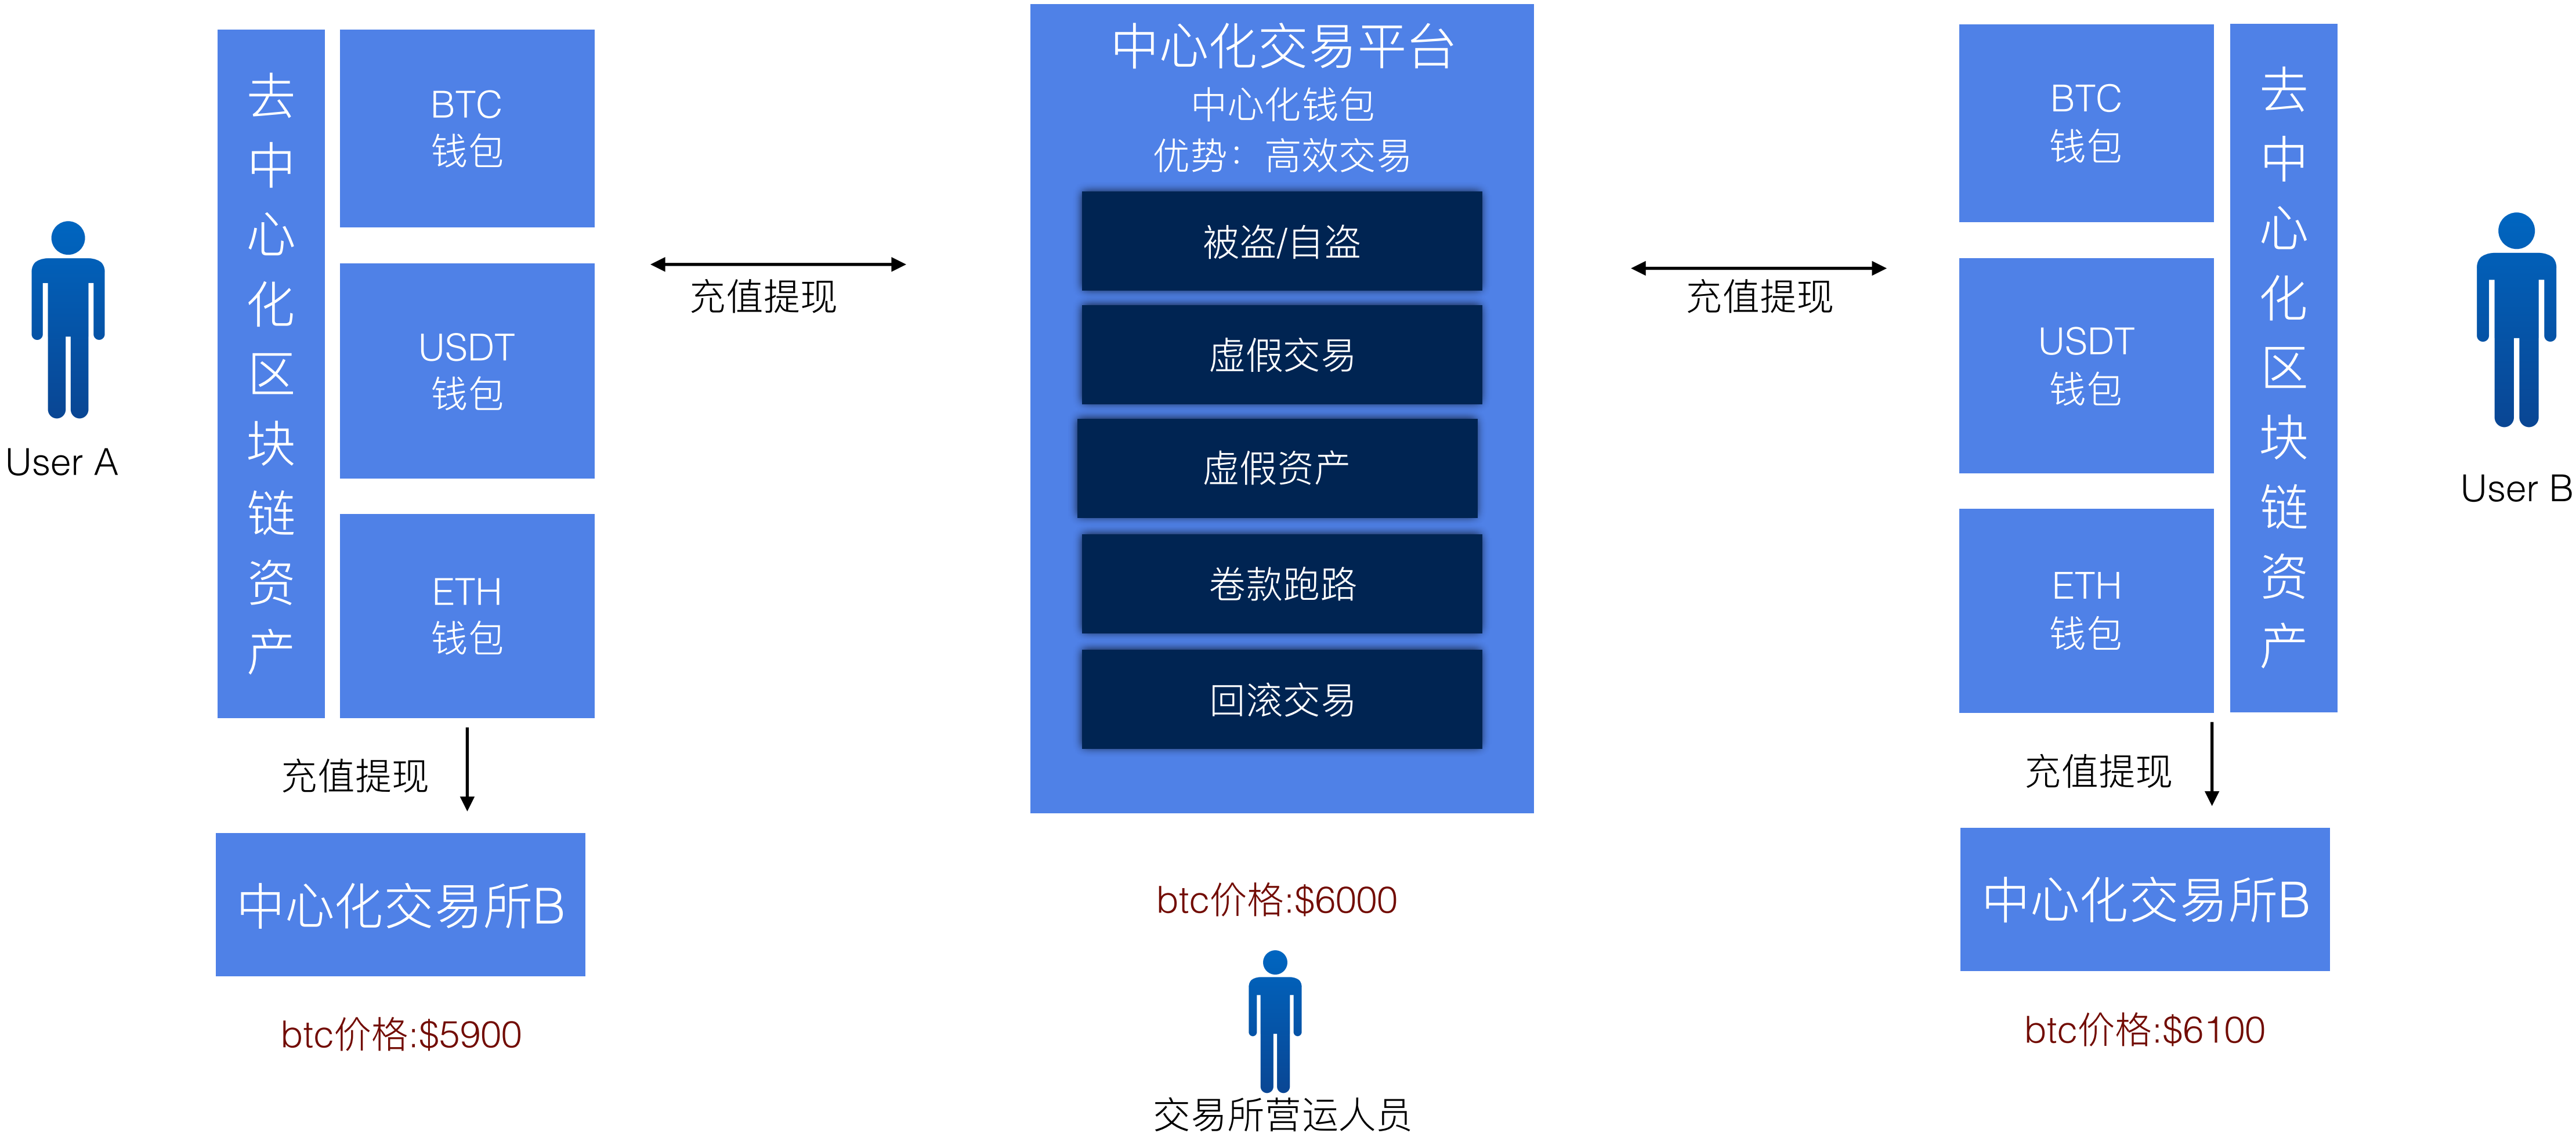 User A
去中心化区块链资产
BTC
钱包
USDT
钱包
ETH
钱包
充值提现
中心化交易所B
btc价格:$5900
充值提现
中心化交易平台
中心化钱包
优势：高效交易
被盗/自盗
虚假交易
虚假资产
卷款跑路
回滚交易
btc价格:$6000
交易所营运人员
充值提现
BTC
钱包
USDT
钱包
ETH
钱包
去中心化区块链资产
User B
充值提现
中心化交易所B
btc价格:$6100